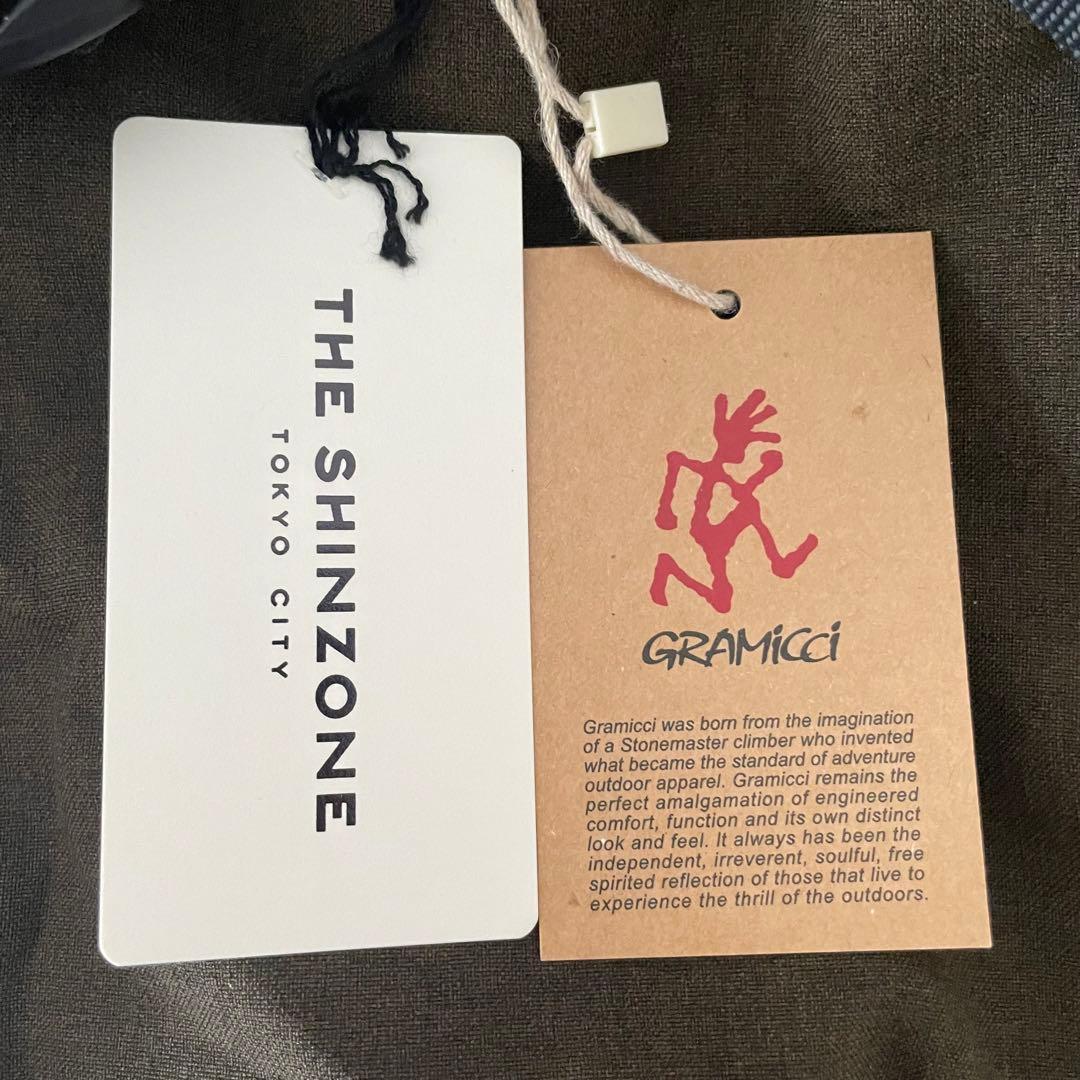 THE SHINZONE
TOKYO CITY
GRAMiCCi
Gramicci was born from the imagination
of a Stonemaster climber who invented
what became the standard of adventure
outdoor apparel. Gramicci remains the
perfect amalgamation of engineered
comfort, function and its own distinct
look and feel. It always has been the
independent, irreverent, soulful, free
spirited reflection of those that live to
experience the thrill of the outdoors.